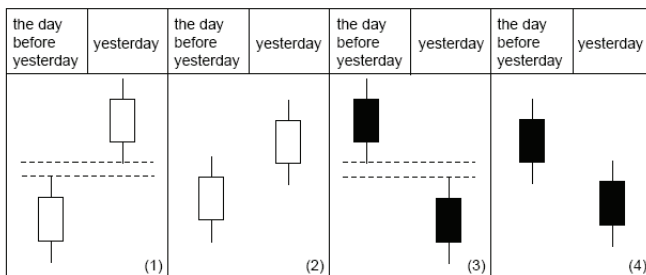 the day
before
yesterday
yesterday
the day
before
yesterday
yesterday
the day
before
yesterday
yesterday
the day
before
yesterday
yesterday
(1)
(2)
(3)
(4)